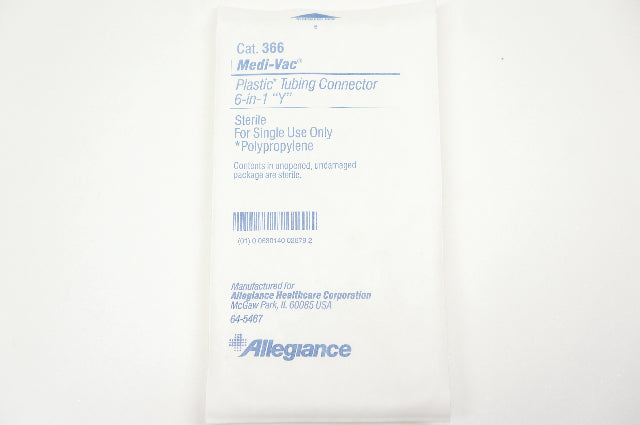 Cat. 366
Medi-Vac®
Plastic* Tubing Connector
6-in-1 "Y"
Sterile
For Single Use Only
*Polypropylene
Contents in unopened, undamaged
package are sterile.
Manufactured for
Allegiance Healthcare Corporation
McGaw Park, IL 60085 USA
64-5467
Allegiance